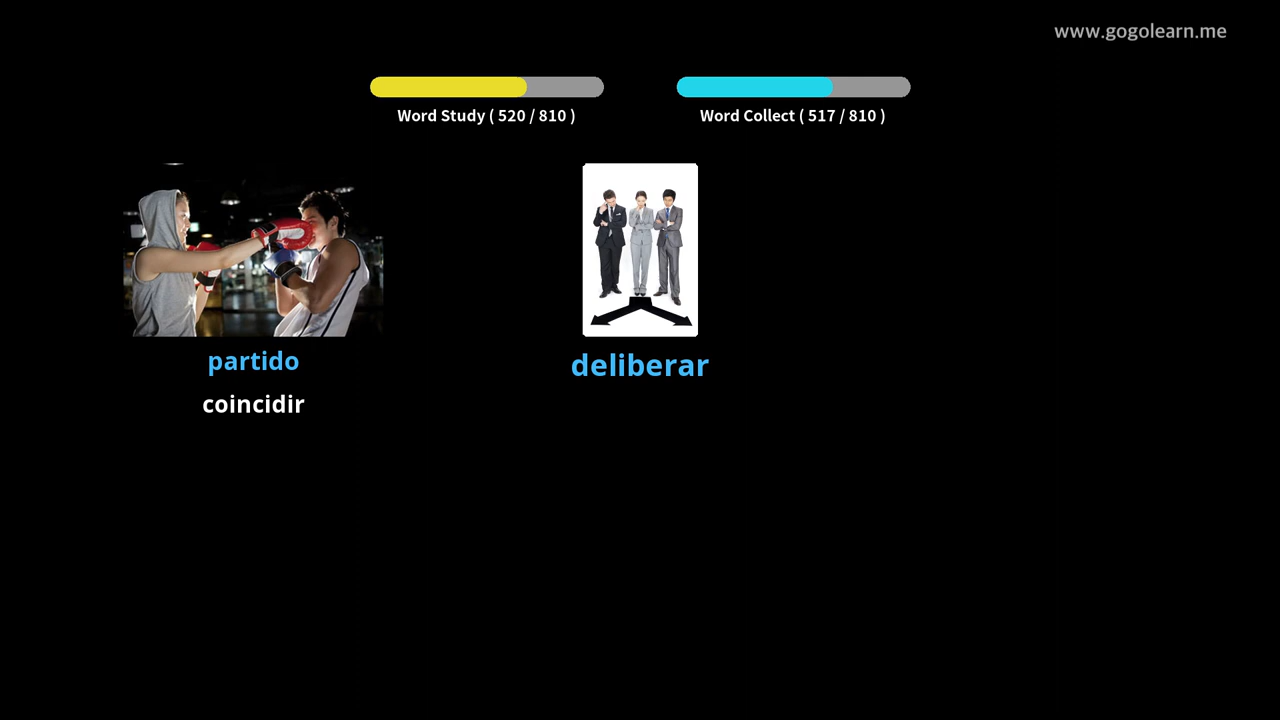 www.gogolearn.me
Word Study ( 520 / 810 )
Word Collect ( 517 / 810 )
partido
coincidir
deliberar